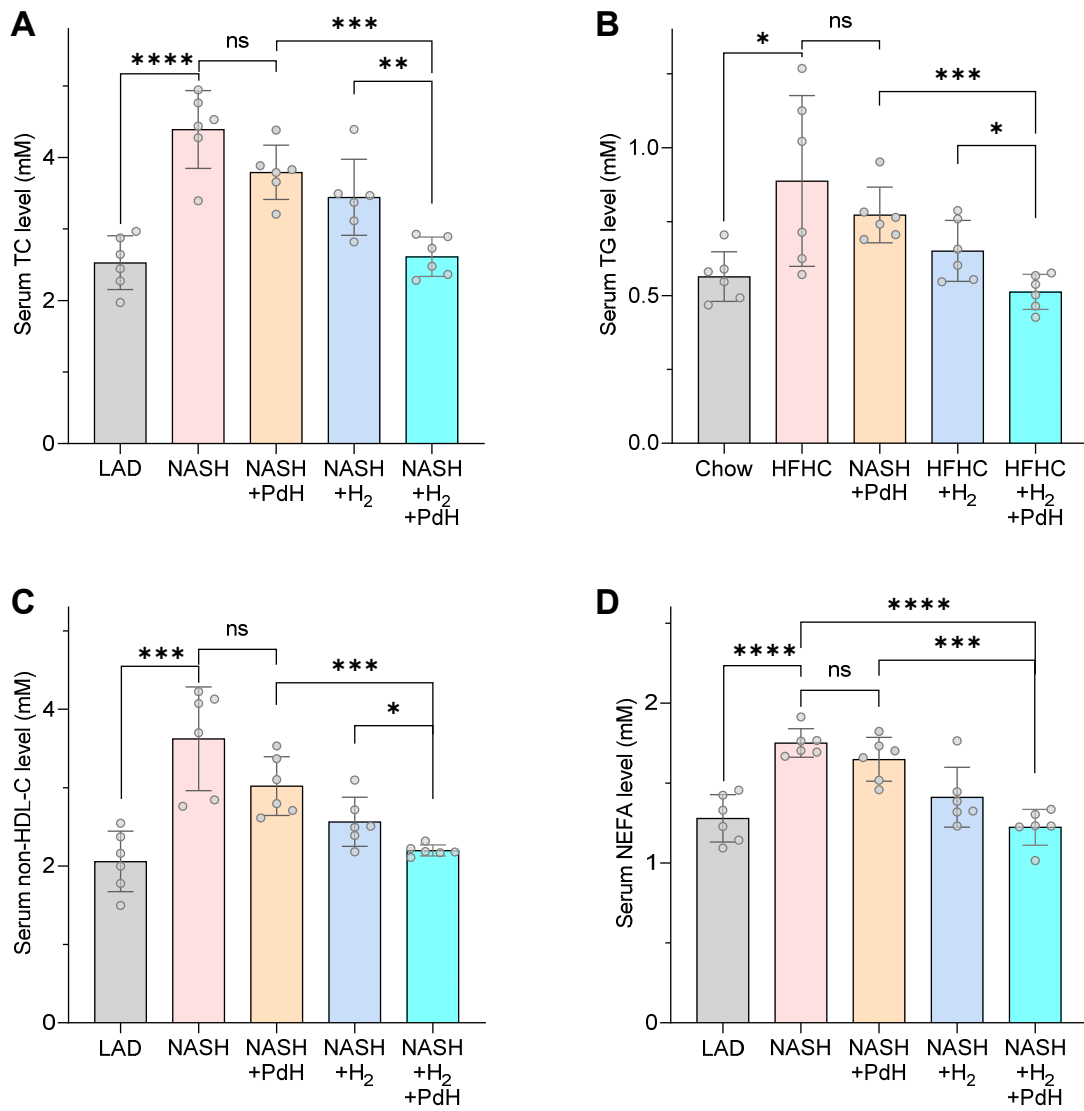 A
Serum TC level (mM)
4
2
0
****
ns
***
**
LAD
NASH
NASH
+PdH
NASH
+H₂
NASH
+H₂
+PdH
B
Serum TG level (mM)
1.0
0.5
0.0
*
ns
***
*
Chow
HFHC
NASH
+PdH
HFHC
+H₂
HFHC
+H₂
+PdH
C
Serum non-HDL-C level (mM)
4
2
0
***
ns
***
*
LAD
NASH
NASH
+PdH
NASH
+H₂
NASH
+H₂
+PdH
D
Serum NEFA level (mM)
2
1
0
****
****
ns
***
LAD
NASH
NASH
+PdH
NASH
+H₂
NASH
+H₂
+PdH